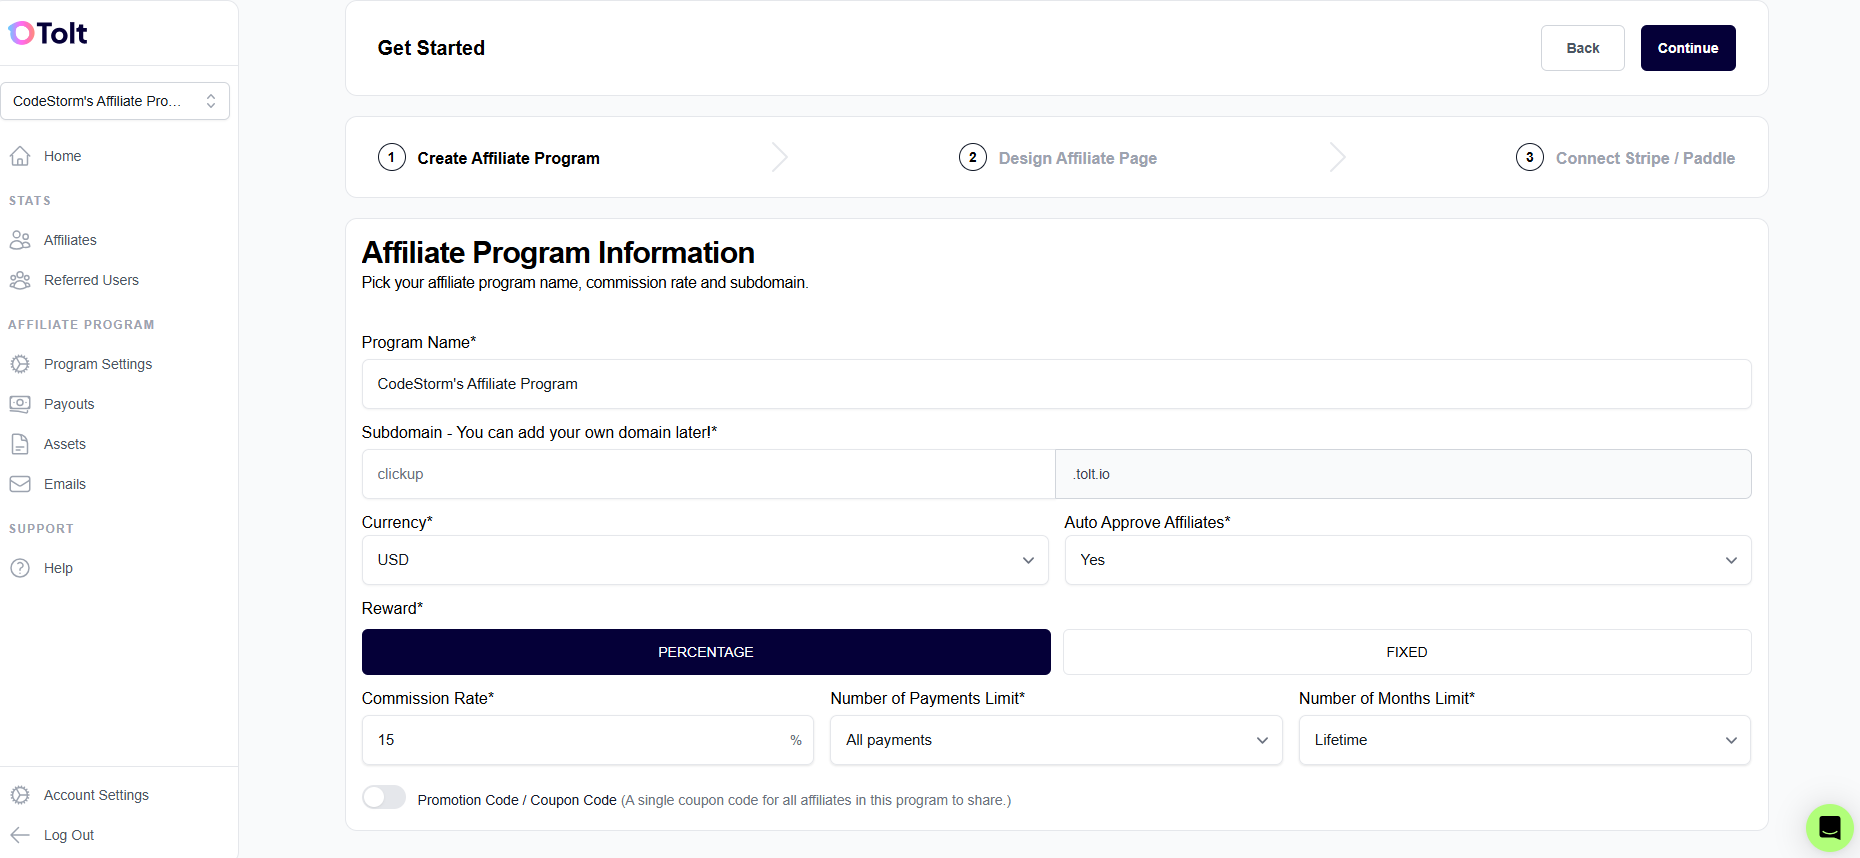 Tolt
CodeStorm's Affiliate Pro...
Home
STATS
Affiliates
Referred Users
AFFILIATE PROGRAM
Program Settings
Payouts
Assets
Emails
SUPPORT
Help
Account Settings
Log Out
Get Started
Back
Continue
1 Create Affiliate Program
2 Design Affiliate Page
3 Connect Stripe / Paddle
Affiliate Program Information
Pick your affiliate program name, commission rate and subdomain.
Program Name*
CodeStorm's Affiliate Program
Subdomain - You can add your own domain later!*
clickup
.tolt.io
Currency*
Auto Approve Affiliates*
USD
Yes
Reward*
PERCENTAGE
FIXED
Commission Rate*
Number of Payments Limit*
Number of Months Limit*
15 %
All payments
Lifetime
Promotion Code / Coupon Code (A single coupon code for all affiliates in this program to share.)